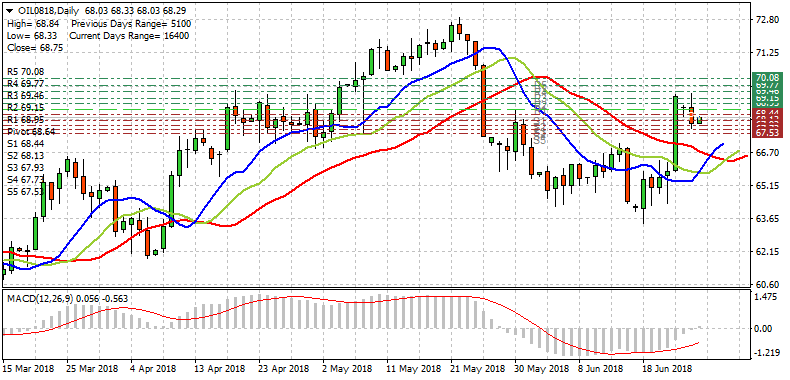 OIL0818,Daily 68.03 68.33 68.03 68.29
High= 68.84 Previous Days Range= 5100
Low= 68.33 Current Days Range= 16400
Close= 68.75
R5 70.08
R4 69.77
R3 69.46
R2 69.15
R1 68.95
Pivot 68.64
S1 68.44
S2 68.13
S3 67.93
S4 67.73
S5 67.53
72.80
71.25
70.08
69.77
69.15
67.53
66.70
65.15
63.65
62.15
60.60
MACD(12,26,9) 0.056 -0.563
1.475
0.00
-1.219
15 Mar 2018 25 Mar 2018 4 Apr 2018 13 Apr 2018 23 Apr 2018 2 May 2018 11 May 2018 21 May 2018 30 May 2018 8 Jun 2018 18 Jun 2018